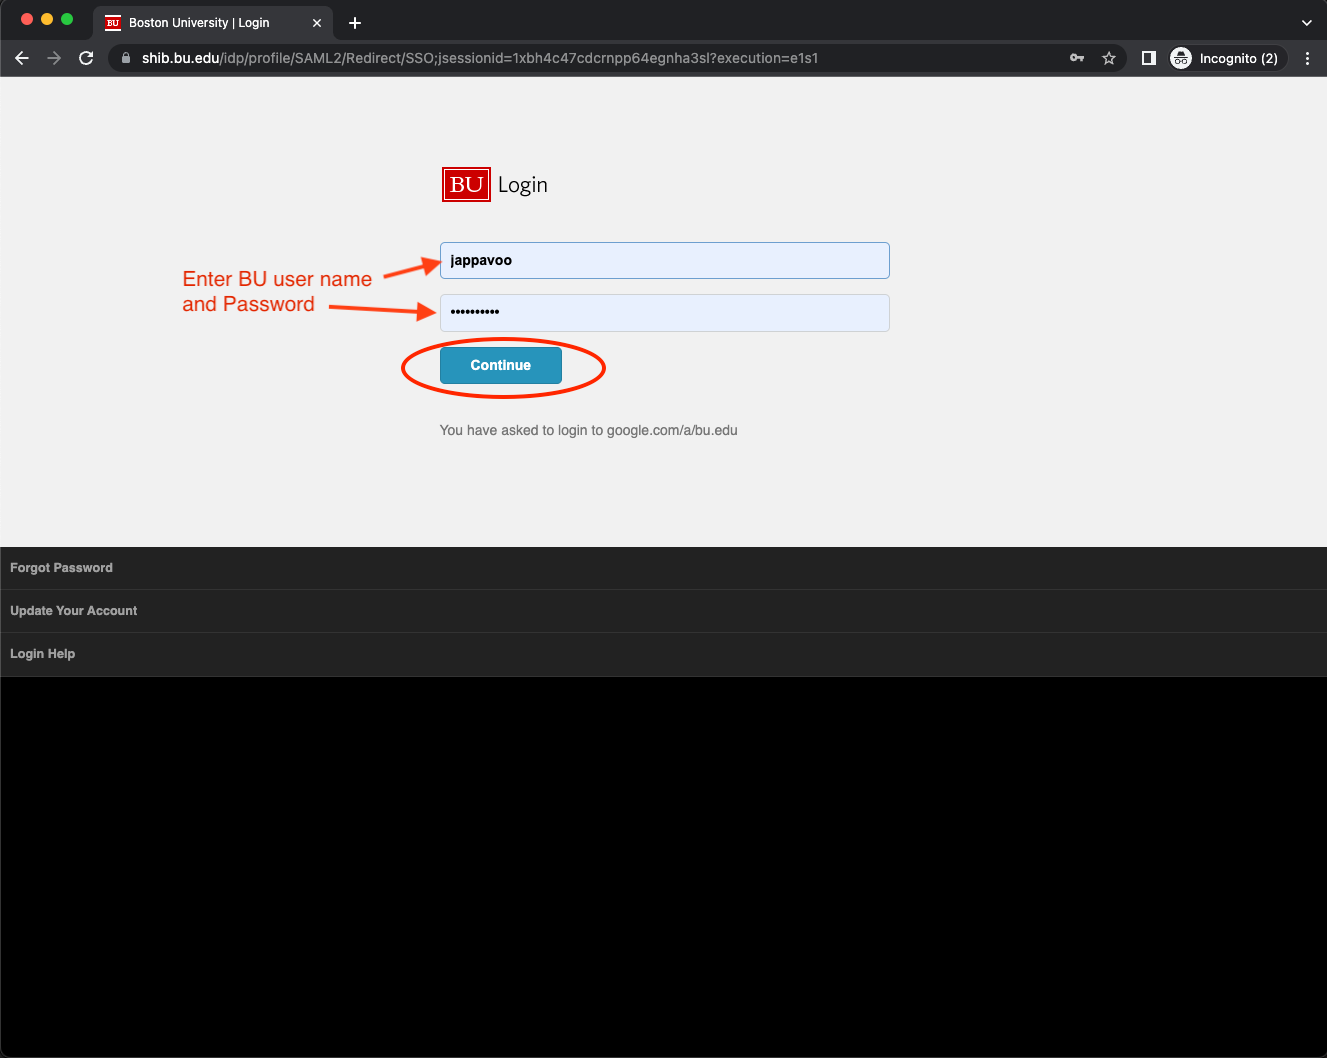 BU Boston University | Login
shib.bu.edu/idp/profile/SAML2/Redirect/SSO;jsessionid=1xbh4c47cdcrnpp64egnha3sl?execution=e1s1
Incognito (2)
BU Login
jappavoo
Enter BU user name
and Password
••••••••••
Continue
You have asked to login to google.com/a/bu.edu
Forgot Password
Update Your Account
Login Help